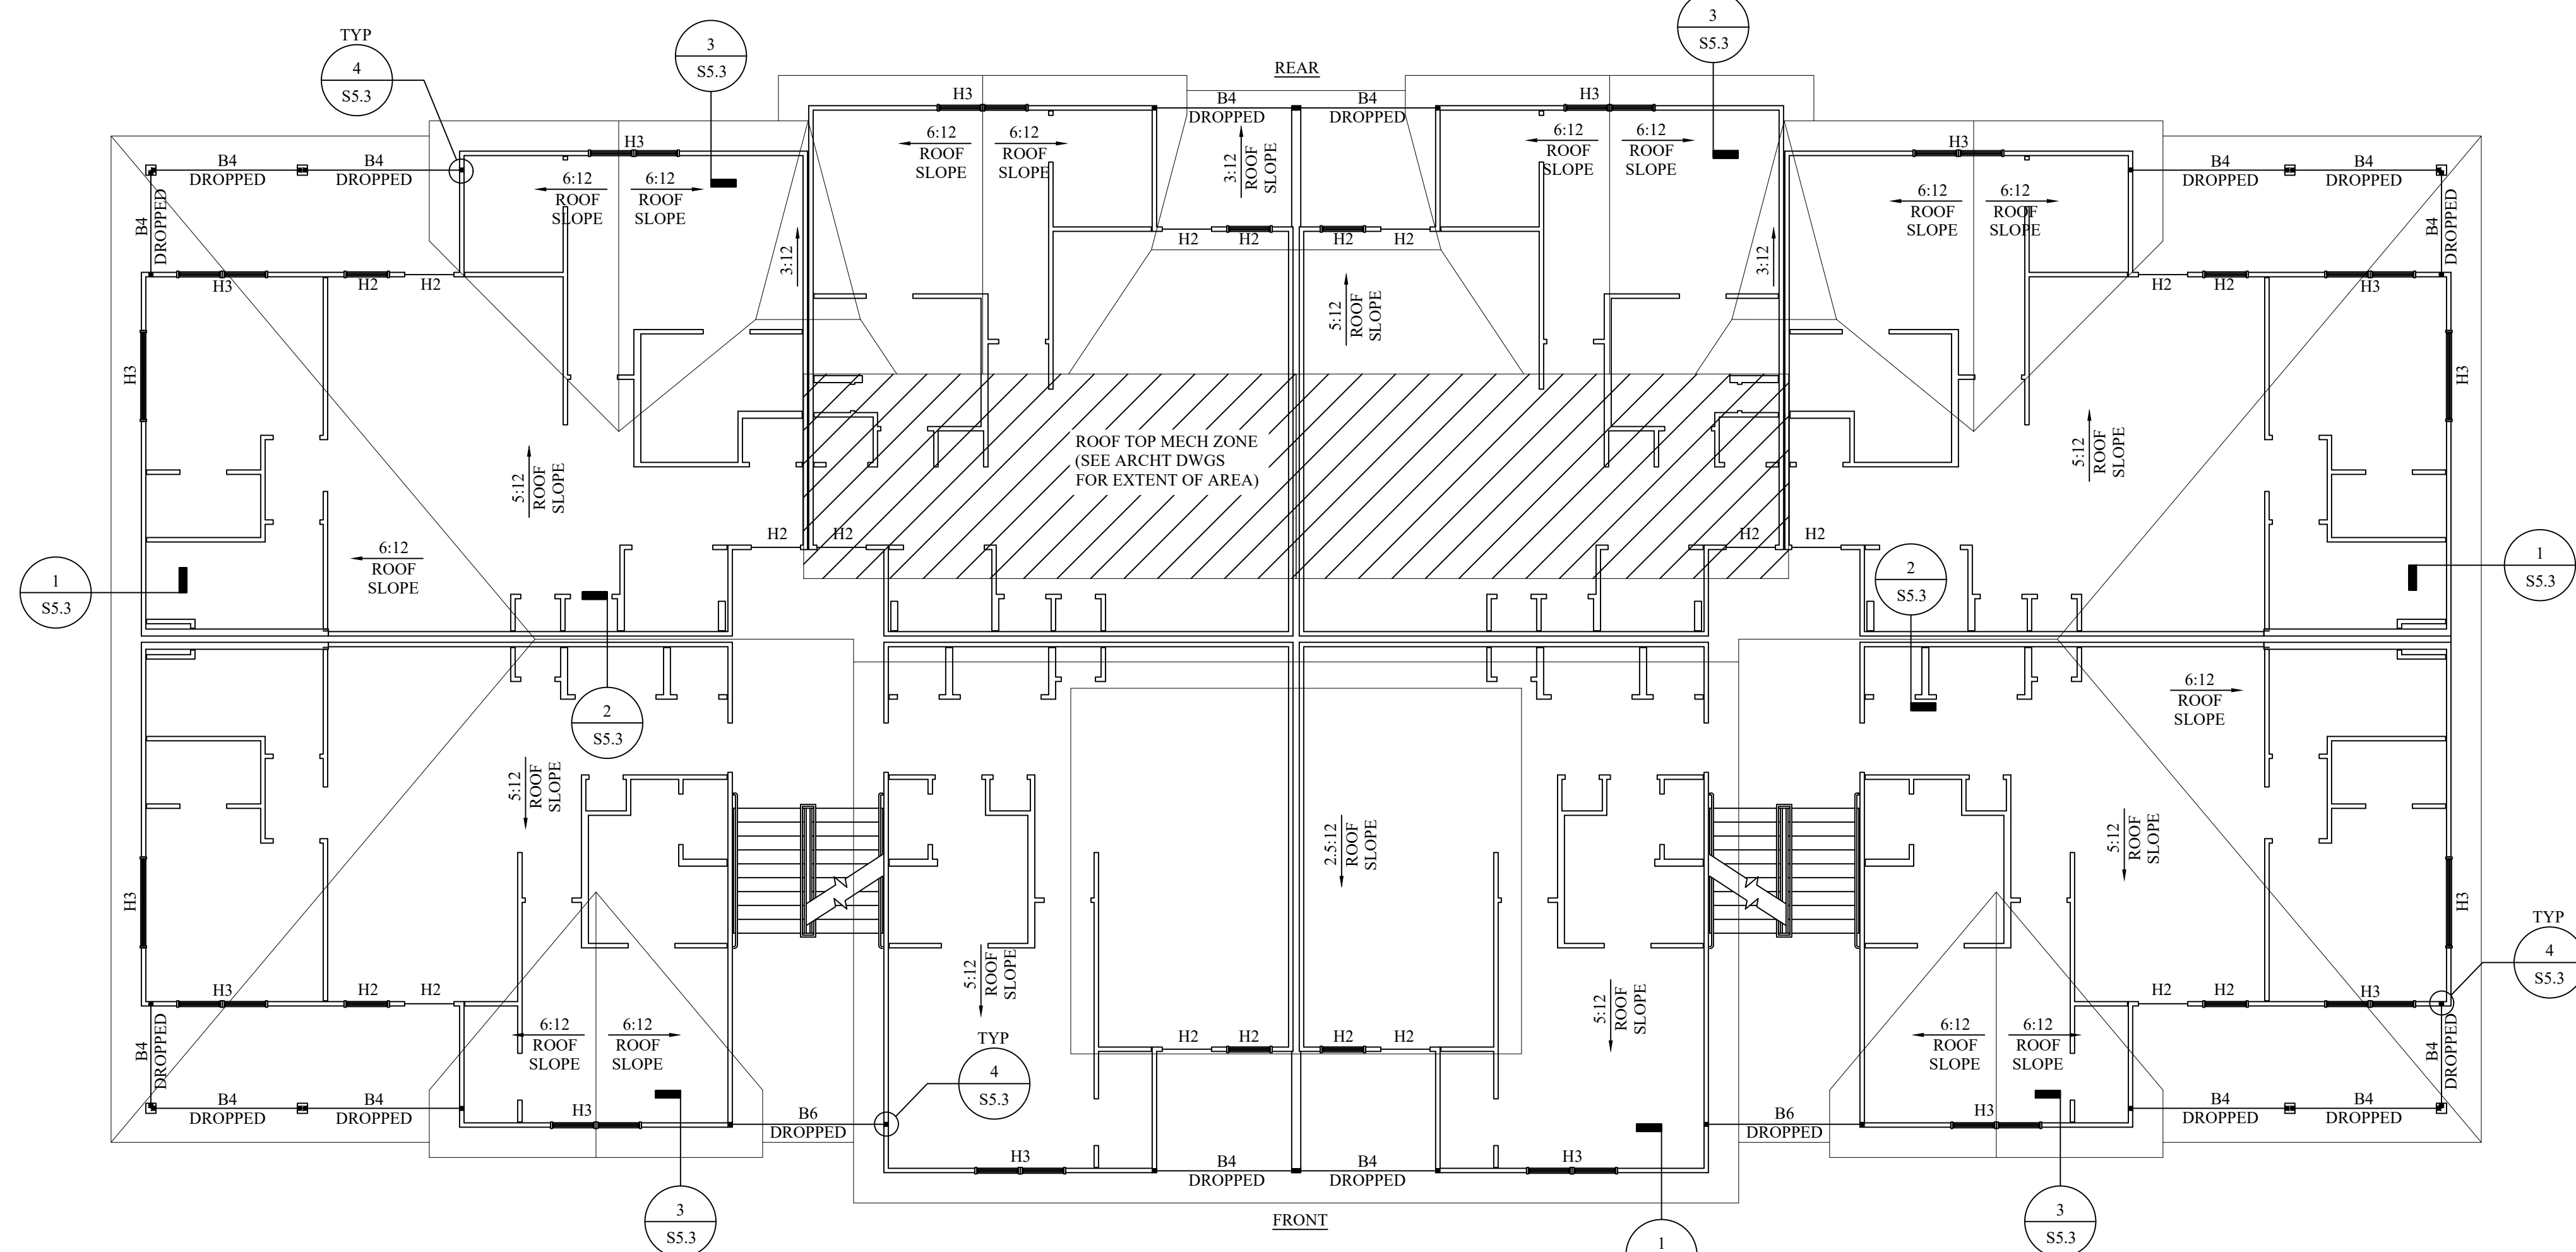 3
S5.3
3
S5.3
TYP
4
S5.3
REAR
H3
H3
B4
DROPPED
B4
DROPPED
6:12
ROOF
SLOPE
6:12
ROOF
SLOPE
3:12
ROOF
SLOPE
6:12
ROOF
SLOPE
6:12
ROOF
SLOPE
H3
H3
B4
DROPPED
B4
DROPPED
6:12
ROOF
SLOPE
6:12
ROOF
SLOPE
6:12
ROOF
SLOPE
6:12
ROOF
SLOPE
B4
DROPPED
B4
DROPPED
B4
DROPPED
B4
DROPPED
H2
H2
H2
H2
3:12
3:12
H3
H2
H2
5:12
ROOF
SLOPE
H2
H2
H3
H3
H3
ROOF TOP MECH ZONE
(SEE ARCHT DWGS
FOR EXTENT OF AREA)
5:12
ROOF
SLOPE
5:12
ROOF
SLOPE
H2
H2
H2
H2
6:12
ROOF
SLOPE
1
S5.3
2
S5.3
1
S5.3
2
S5.3
6:12
ROOF
SLOPE
5:12
ROOF
SLOPE
2.5:12
ROOF
SLOPE
5:12
ROOF
SLOPE
H3
H3
TYP
4
S5.3
H3
H2
H2
5:12
ROOF
SLOPE
5:12
ROOF
SLOPE
H2
H2
H3
6:12
ROOF
SLOPE
6:12
ROOF
SLOPE
TYP
4
S5.3
H2
H2
H2
H2
6:12
ROOF
SLOPE
6:12
ROOF
SLOPE
B4
DROPPED
B4
DROPPED
B4
DROPPED
B4
DROPPED
H3
B6
DROPPED
B6
DROPPED
H3
B4
DROPPED
B4
DROPPED
H3
B4
DROPPED
B4
DROPPED
H3
3
S5.3
FRONT
1
3
S5.3